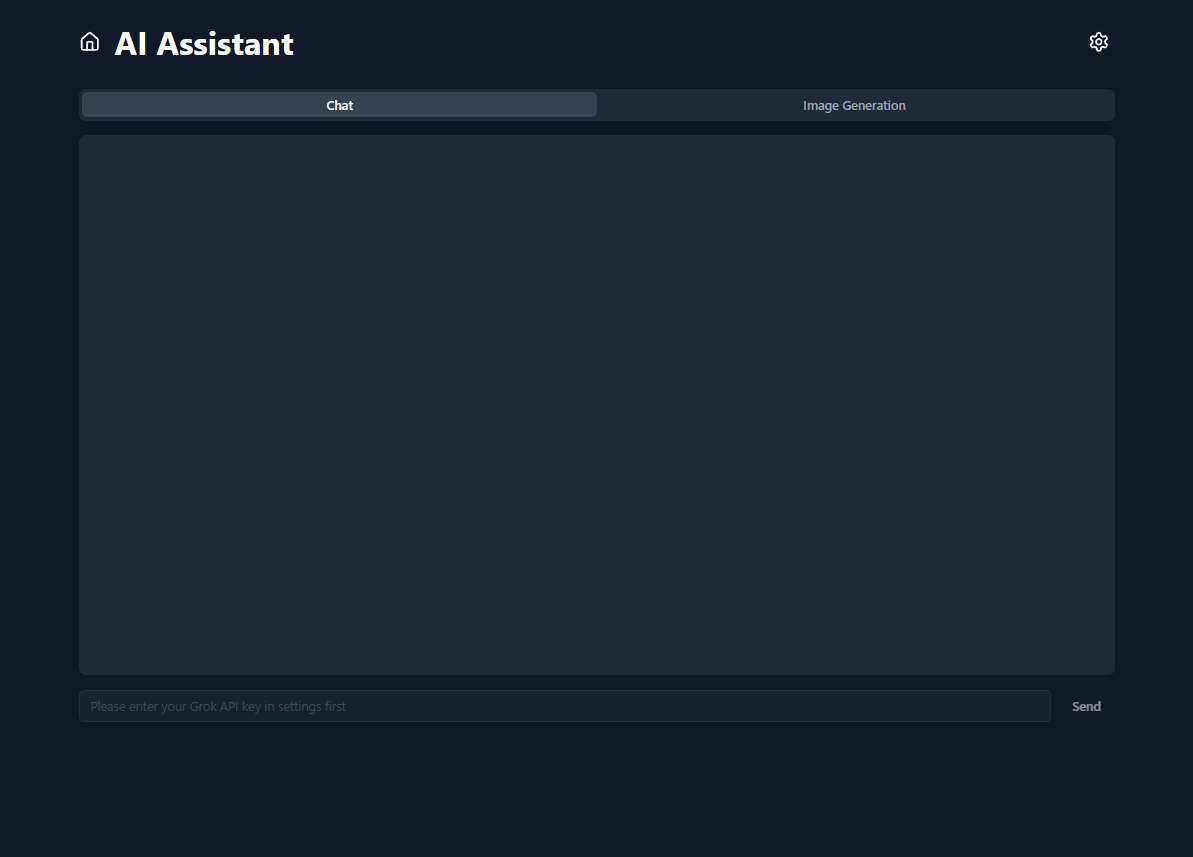 AI Assistant
Chat
Image Generation
Please enter your Grok API key in settings first
Send